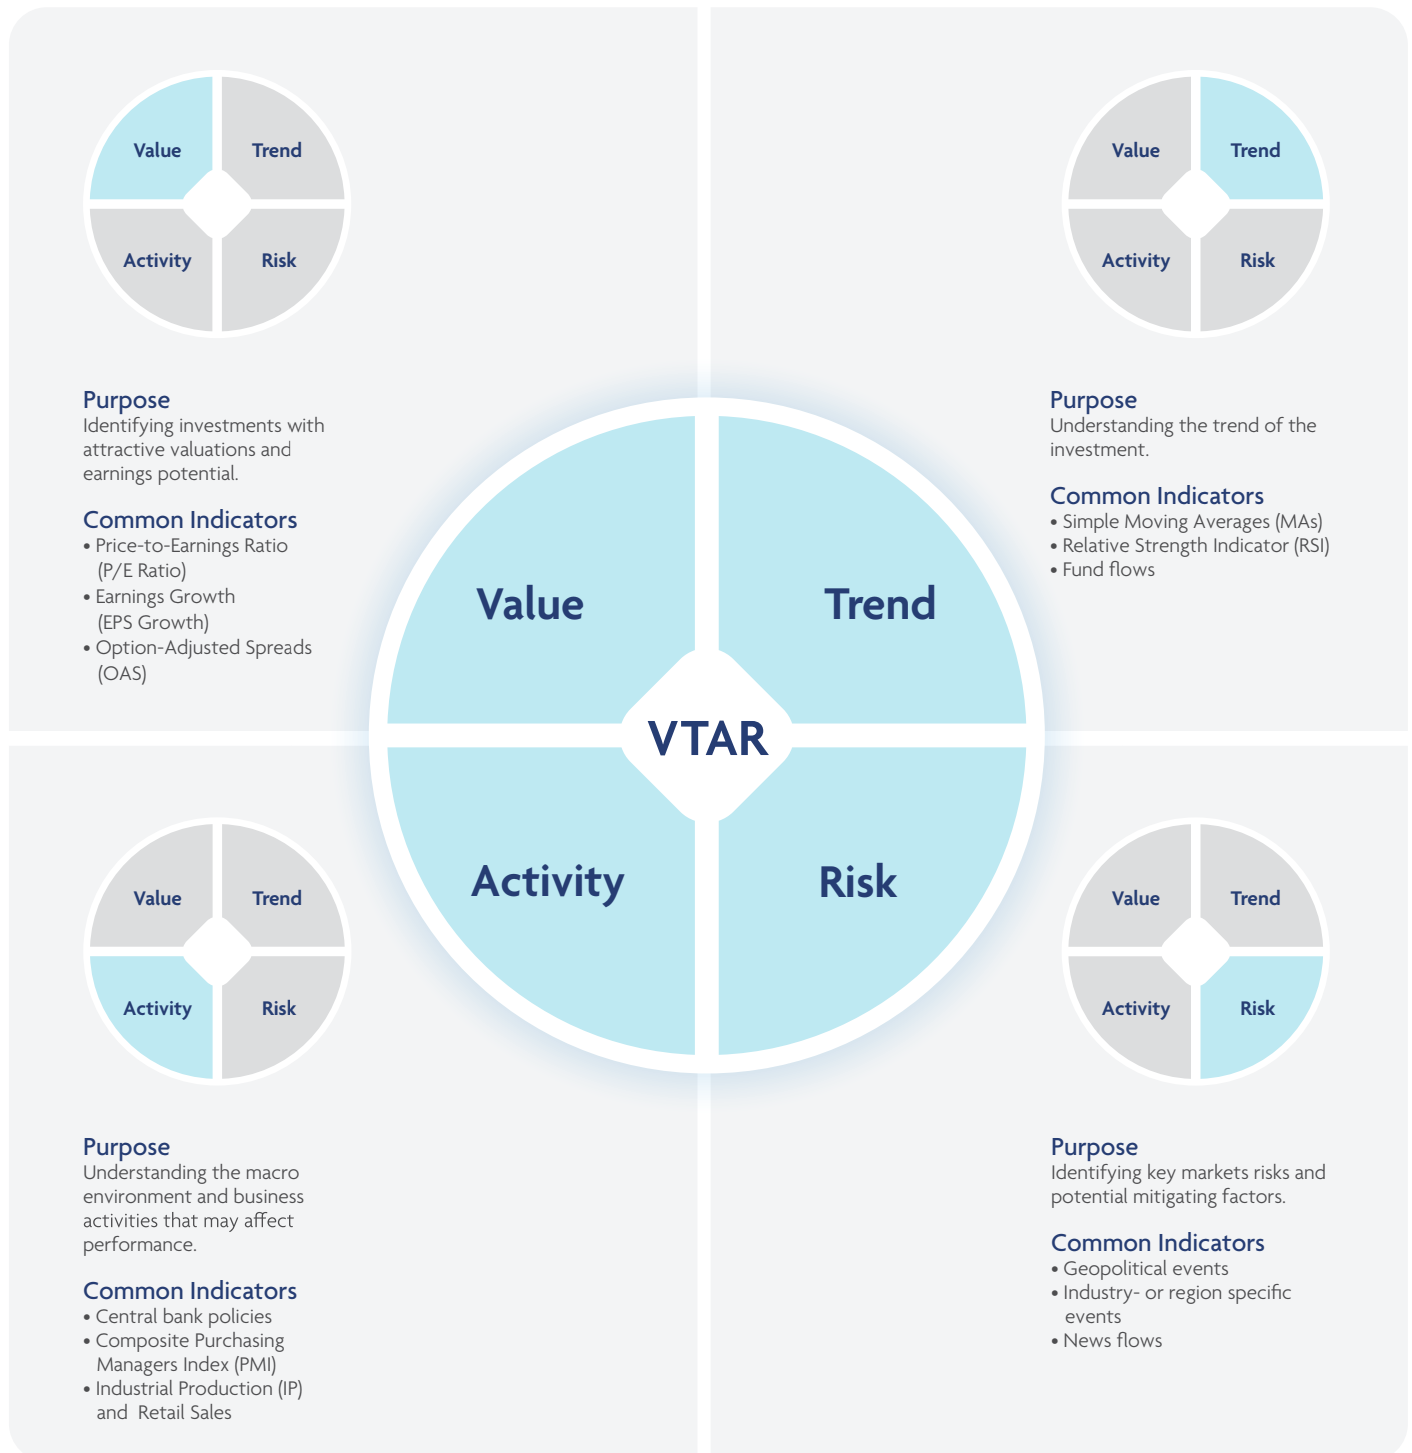 Value
Trend
Activity
Risk
Purpose
Identifying investments with
attractive valuations and
earnings potential.
Common Indicators
• Price-to-Earnings Ratio
(P/E Ratio)
• Earnings Growth
(EPS Growth)
• Option-Adjusted Spreads
(OAS)
Value
Trend
Activity
Risk
Purpose
Understanding the trend of the
investment.
Common Indicators
• Simple Moving Averages (MAs)
• Relative Strength Indicator (RSI)
• Fund flows
Value
Trend
VTAR
Activity
Risk
Value
Trend
Activity
Risk
Purpose
Understanding the macro
environment and business
activities that may affect
performance.
Common Indicators
• Central bank policies
• Composite Purchasing
Managers Index (PMI)
• Industrial Production (IP)
and Retail Sales
Value
Trend
Activity
Risk
Purpose
Identifying key markets risks and
potential mitigating factors.
Common Indicators
• Geopolitical events
• Industry- or region specific
events
• News flows